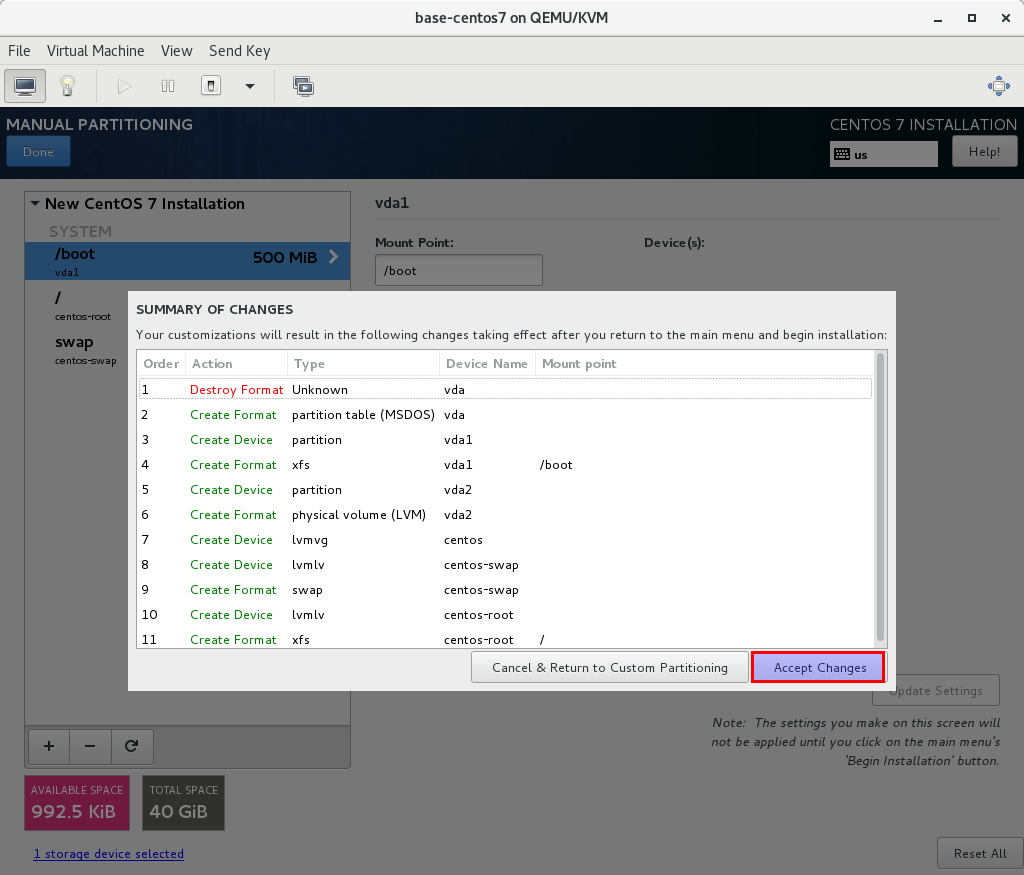 base-centos7 on QEMU/KVM
File Virtual Machine View Send Key
MANUAL PARTITIONING
CENTOS 7 INSTALLATION
Done
us
Help!
New CentOS 7 Installation
SYSTEM
/boot
vda1
500 MiB
/
centos-root
swap
centos-swap
vda1
Mount Point:
Device(s):
/boot
SUMMARY OF CHANGES
Your customizations will result in the following changes taking effect after you return to the main menu and begin installation:
Order Action Type Device Name Mount point
1 Destroy Format Unknown vda
2 Create Format partition table (MSDOS) vda
3 Create Device partition vda1
4 Create Format xfs vda1 /boot
5 Create Device partition vda2
6 Create Format physical volume (LVM) vda2
7 Create Device lvmvg centos
8 Create Device lvmlv centos-swap
9 Create Format swap centos-swap
10 Create Device lvmlv centos-root
11 Create Format xfs centos-root /
Cancel & Return to Custom Partitioning
Accept Changes
Update Settings
Note: The settings you make on this screen will
not be applied until you click on the main menu's
'Begin Installation' button.
AVAILABLE SPACE
992.5 KiB
TOTAL SPACE
40 GiB
1 storage device selected
Reset All